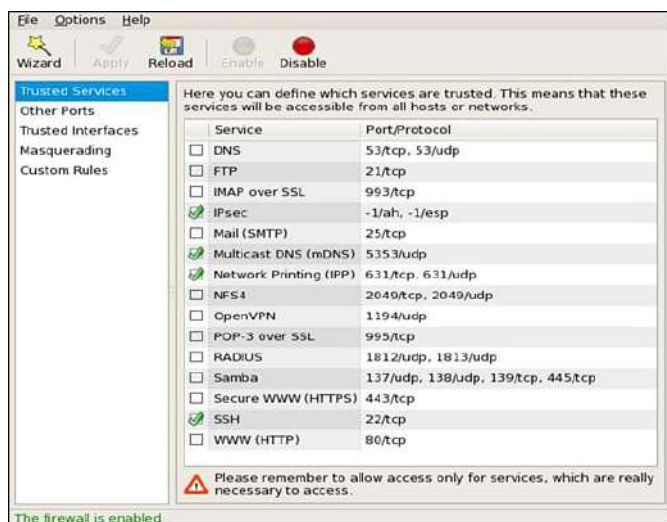 File Options Help
Wizard Apply Reload Enable Disable
Trusted Services
Other Ports
Trusted Interfaces
Masquerading
Custom Rules
Here you can define which services are trusted. This means that these
services will be accessible from all hosts or networks.
Service Port/Protocol
DNS 53/tcp, 53/udp
FTP 21/tcp
IMAP over SSL 993/tcp
IPsec -1/ah, -1/esp
Mail (SMTP) 25/tcp
Multicast DNS (mDNS) 5353/udp
Network Printing (IPP) 631/tcp, 631/udp
NFS4 2049/tcp, 2049/udp
OpenVPN 1194/udp
POP-3 over SSL 995/tcp
RADIUS 1812/udp, 1813/udp
Samba 137/udp, 138/udp, 139/tcp, 445/tcp
Secure WWW (HTTPS) 443/tcp
SSH 22/tcp
WWW (HTTP) 80/tcp
Please remember to allow access only for services, which are really
necessary to access.
The firewall is enabled.